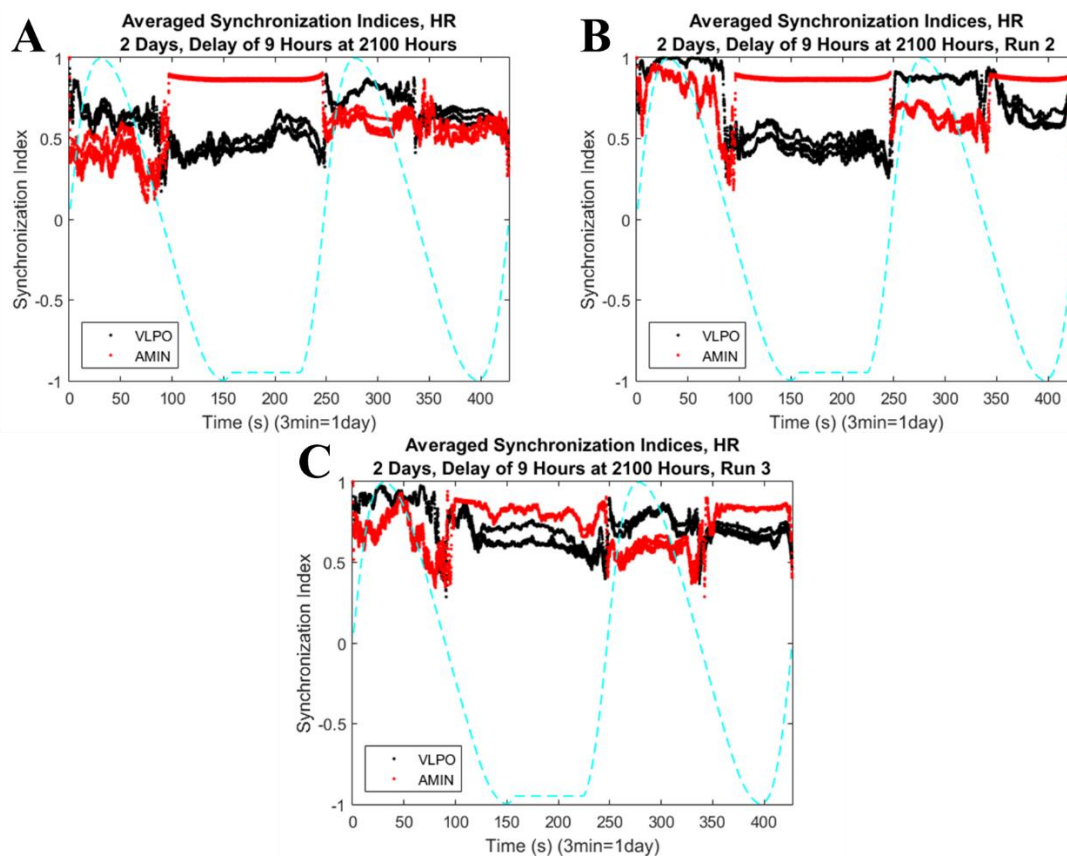 A
Averaged Synchronization Indices, HR
2 Days, Delay of 9 Hours at 2100 Hours
1
0.5
0
-0.5
-1
Synchronization Index
VLPO
AMIN
0 50 100 150 200 250 300 350 400
Time (s) (3min=1day)
B
Averaged Synchronization Indices, HR
2 Days, Delay of 9 Hours at 2100 Hours, Run 2
1
0.5
0
-0.5
-1
Synchronization Index
VLPO
AMIN
0 50 100 150 200 250 300 350 400
Time (s) (3min=1day)
C
Averaged Synchronization Indices, HR
2 Days, Delay of 9 Hours at 2100 Hours, Run 3
1
0.5
0
-0.5
-1
Synchronization Index
VLPO
AMIN
0 50 100 150 200 250 300 350 400
Time (s) (3min=1day)